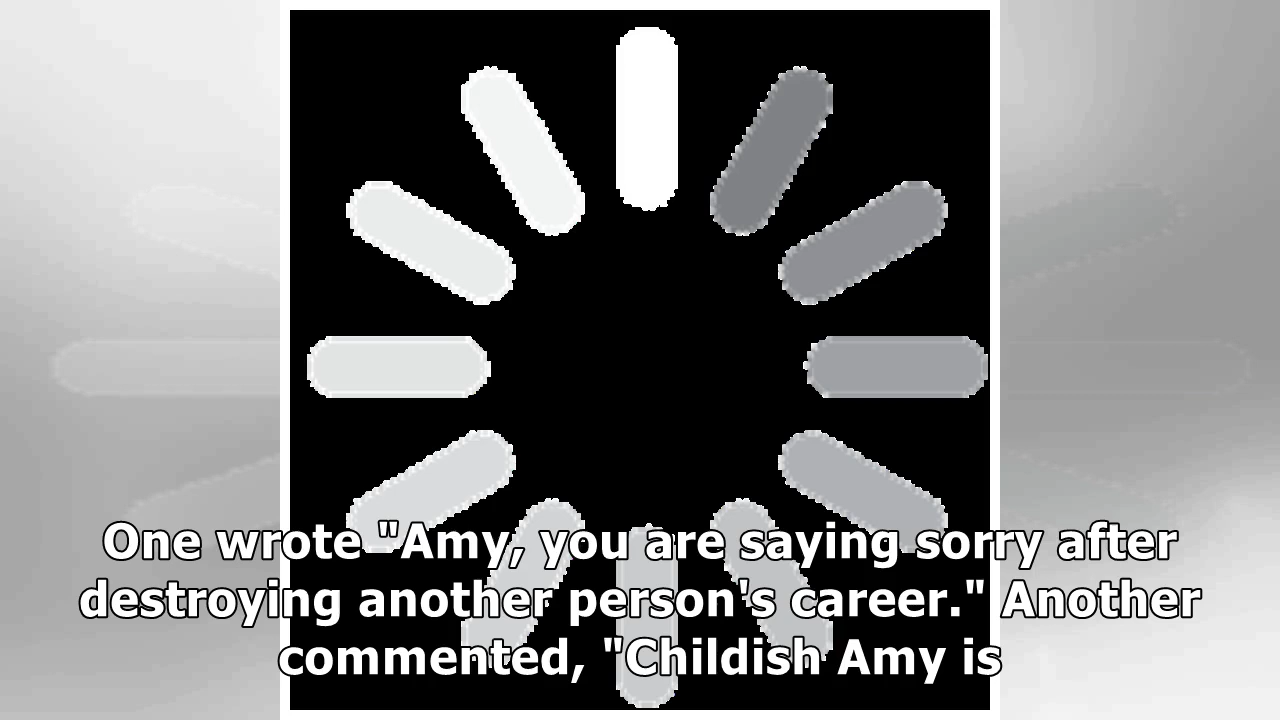 One wrote "Amy, you are saying sorry after
destroying another person's career." Another
commented, "Childish Amy is